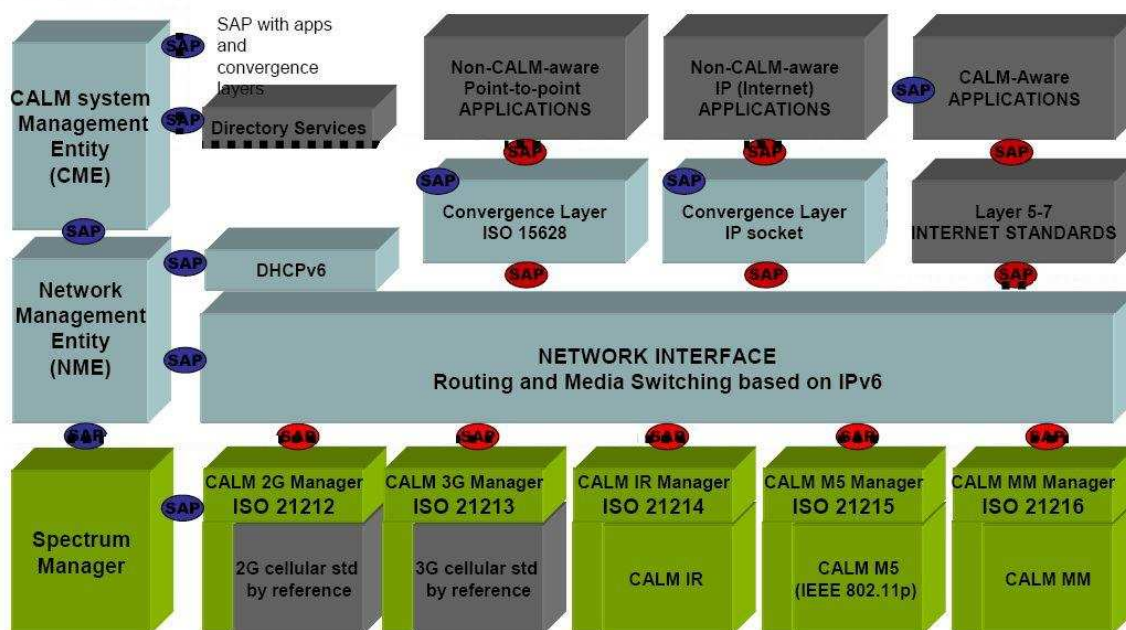 SAP
SAP with apps
and
convergence
layers
CALM system
Management
Entity
(CME)
SAP
Directory Services
Non-CALM-aware
Point-to-point
APPLICATIONS
Non-CALM-aware
IP (Internet)
APPLICATIONS
SAP
CALM-Aware
APPLICATIONS
SAP
SAP
SAP
SAP
Convergence Layer
ISO 15628
SAP
Convergence Layer
IP socket
Layer 5-7
INTERNET STANDARDS
SAP
SAP
DHCPv6
SAP
SAP
SAP
Network
Management
Entity
(NME)
SAP
NETWORK INTERFACE
Routing and Media Switching based on IPv6
SAP
SAP
SAP
SAP
SAP
SAP
Spectrum
Manager
SAP
CALM 2G Manager
ISO 21212
CALM 3G Manager
ISO 21213
CALM IR Manager
ISO 21214
CALM M5 Manager
ISO 21215
CALM MM Manager
ISO 21216
2G cellular std
by reference
3G cellular std
by reference
CALM IR
CALM M5
(IEEE 802.11p)
CALM MM